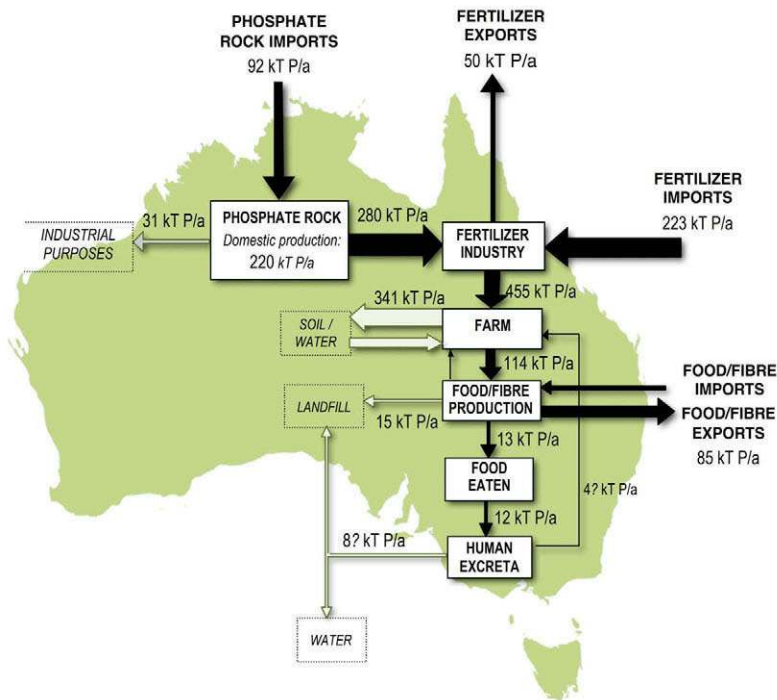 PHOSPHATE
ROCK IMPORTS
92 kT P/a
FERTILIZER
EXPORTS
50 kT P/a
FERTILIZER
IMPORTS
223 kT P/a
31 kT P/a
INDUSTRIAL
PURPOSES
PHOSPHATE ROCK
Domestic production:
220 kT P/a
280 kT P/a
FERTILIZER
INDUSTRY
455 kT P/a
341 kT P/a
SOIL /
WATER
FARM
114 kT P/a
FOOD/FIBRE
IMPORTS
LANDFILL
FOOD/FIBRE
PRODUCTION
15 kT P/a
FOOD/FIBRE
EXPORTS
85 kT P/a
13 kT P/a
FOOD
EATEN
4? kT P/a
12 kT P/a
8? kT P/a
HUMAN
EXCRETA
WATER